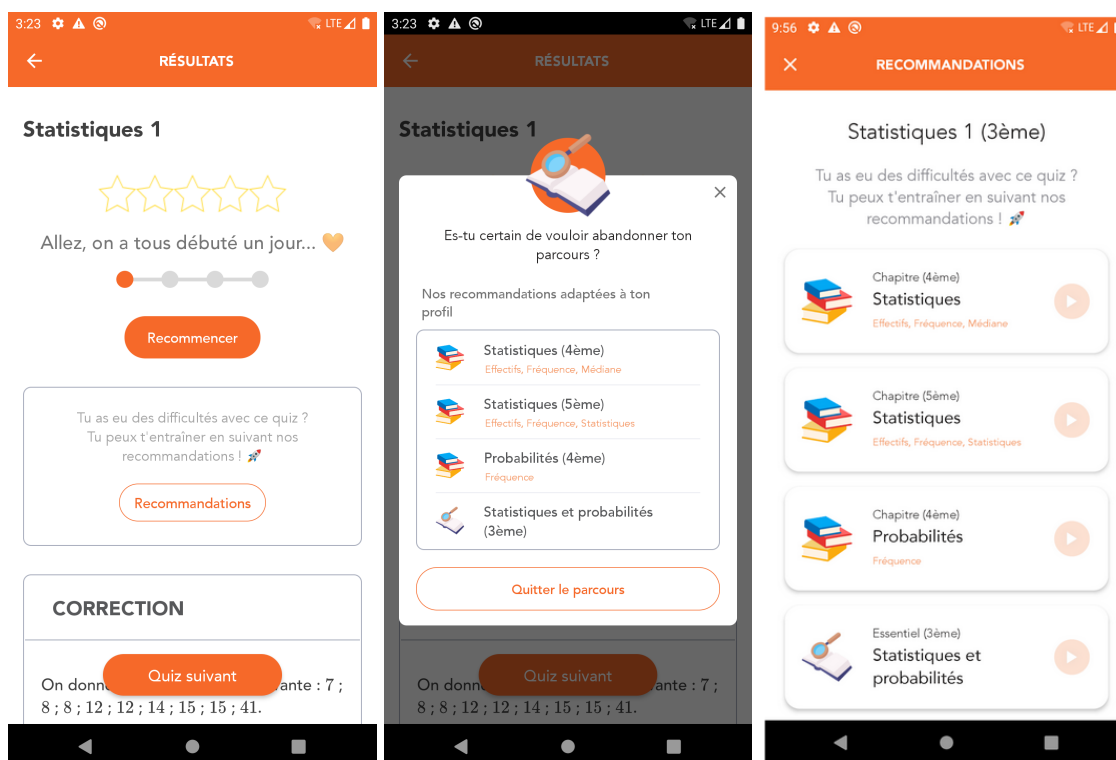 3:23
LTE
RÉSULTATS
Statistiques 1
Allez, on a tous débuté un jour... 🧡
Recommencer
Tu as eu des difficultés avec ce quiz ?
Tu peux t'entraîner en suivant nos
recommandations ! 🚀
Recommandations
CORRECTION
On donn
Quiz suivant
ante : 7 ;
8 ; 8 ; 12 ; 12 ; 14 ; 15 ; 15 ; 41.
3:23
LTE
RÉSULTATS
Statistiques 1
Es-tu certain de vouloir abandonner ton
parcours ?
Nos recommandations adaptées à ton
profil
Statistiques (4ème)
Effectifs, Fréquence, Médiane
Statistiques (5ème)
Effectifs, Fréquence, Statistiques
Probabilités (4ème)
Fréquence
Statistiques et probabilités
(3ème)
Quitter le parcours
On donn
Quiz suivant
ante : 7 ;
8 ; 8 ; 12 ; 12 ; 14 ; 15 ; 15 ; 41.
9:56
LTE
RECOMMANDATIONS
Statistiques 1 (3ème)
Tu as eu des difficultés avec ce quiz ?
Tu peux t'entraîner en suivant nos
recommandations ! 🚀
Chapitre (4ème)
Statistiques
Effectifs, Fréquence, Médiane
Chapitre (5ème)
Statistiques
Effectifs, Fréquence, Statistiques
Chapitre (4ème)
Probabilités
Fréquence
Essentiel (3ème)
Statistiques et
probabilités